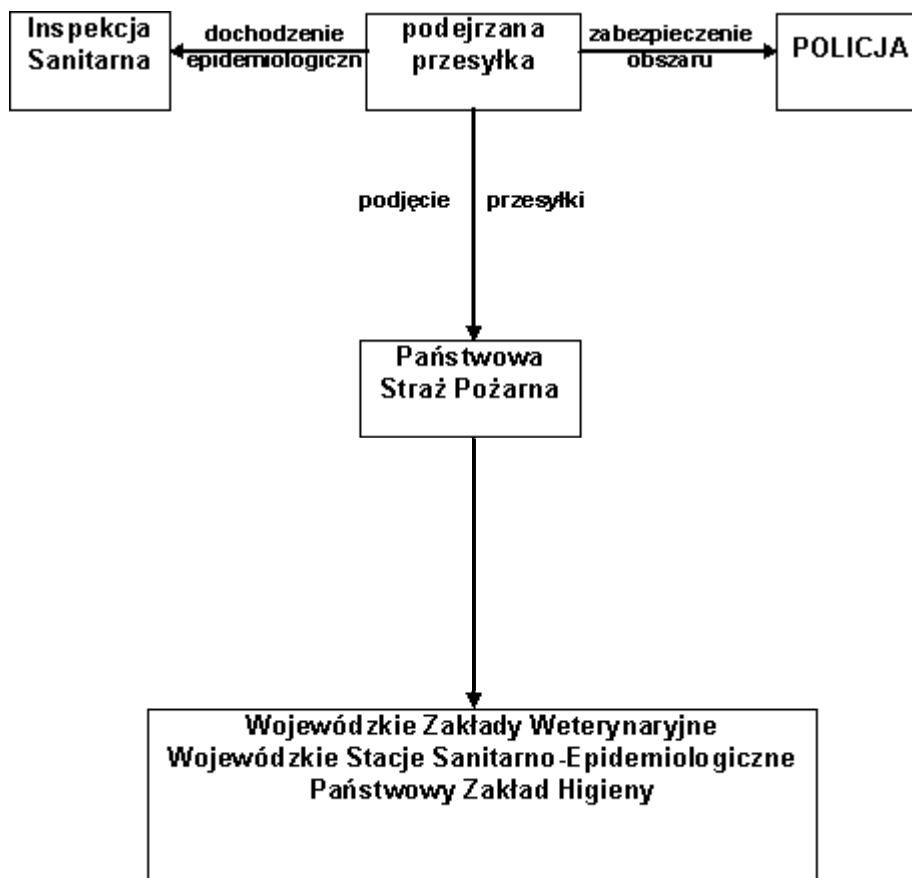 Inspekcja
Sanitarna
dochodzenie
epidemiologiczn
podejrzana
przesyłka
zabezpieczenie
obszaru
POLICJA
podjęcie przesyłki
Państwowa
Straż Pożarna
Wojewódzkie Zakłady Weterynaryjne
Wojewódzkie Stacje Sanitarno-Epidemiologiczne
Państwowy Zakład Higieny